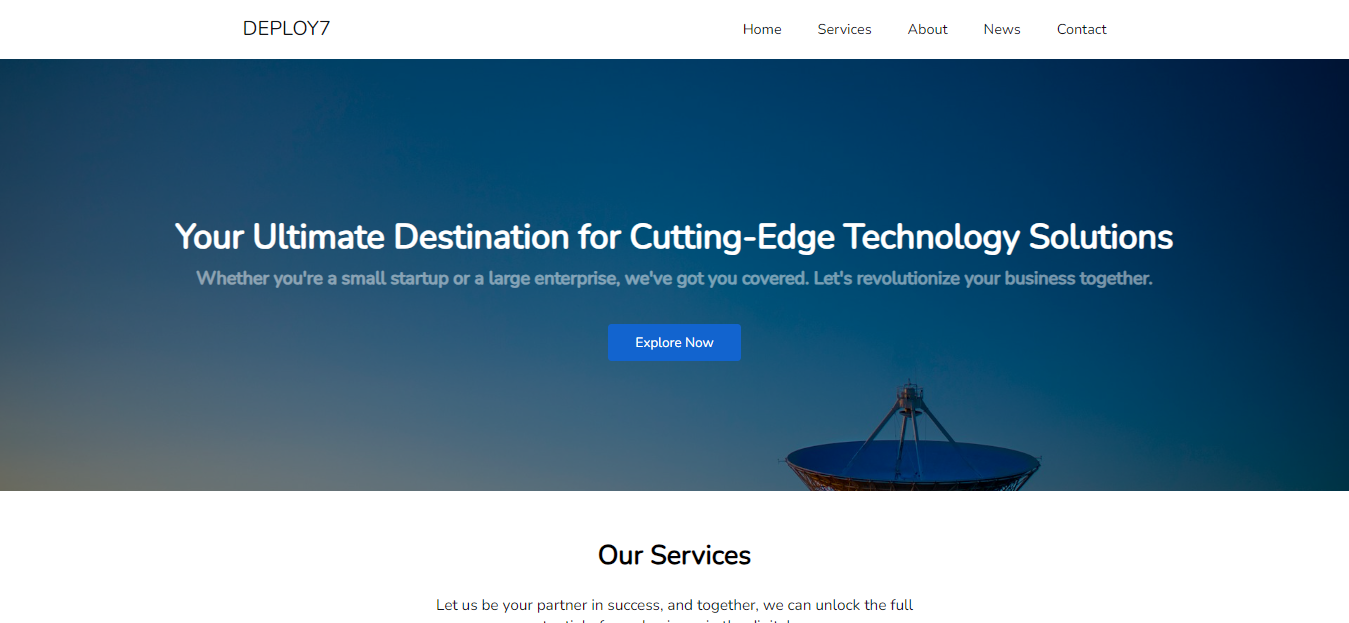 DEPLOY7
Home Services About News Contact
Your Ultimate Destination for Cutting-Edge Technology Solutions
Whether you're a small startup or a large enterprise, we've got you covered. Let's revolutionize your business together.
Explore Now
Our Services
Let us be your partner in success, and together, we can unlock the full